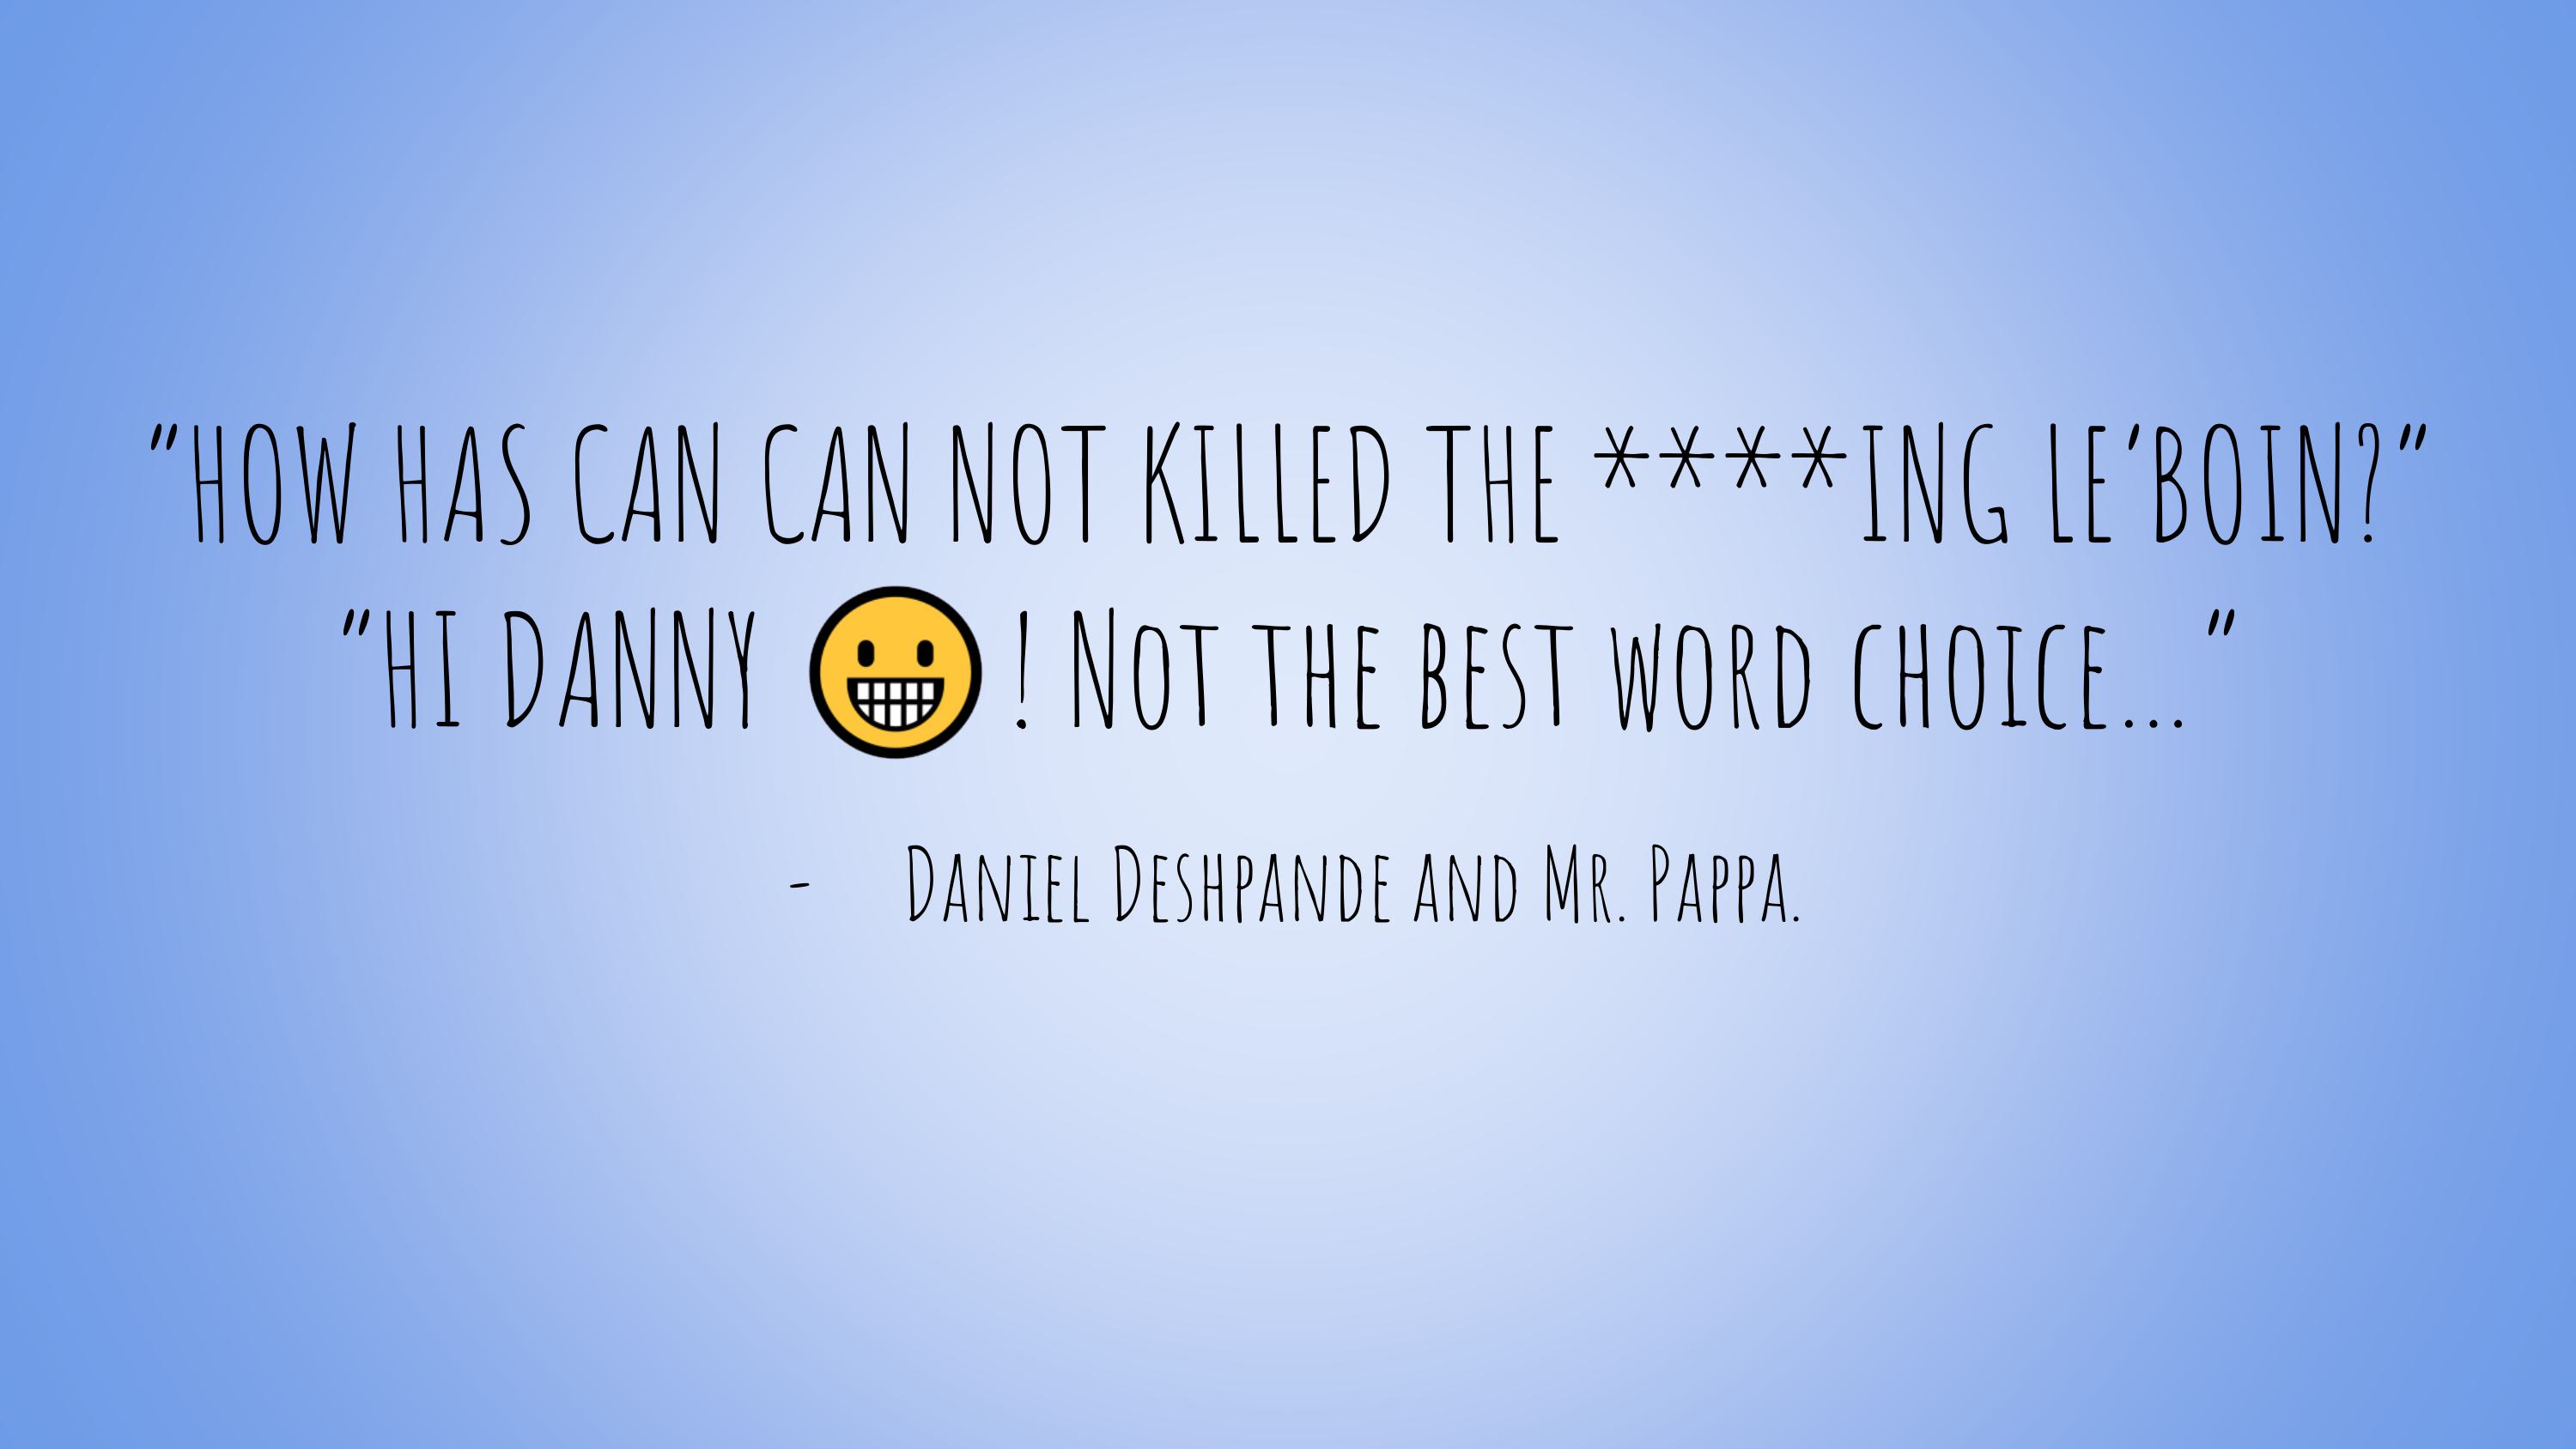 "HOW HAS CAN CAN NOT KILLED THE ****ING LE'BOIN?"
"HI DANNY 😀! Not the best word choice..."
- Daniel Deshpande and Mr. Pappa.